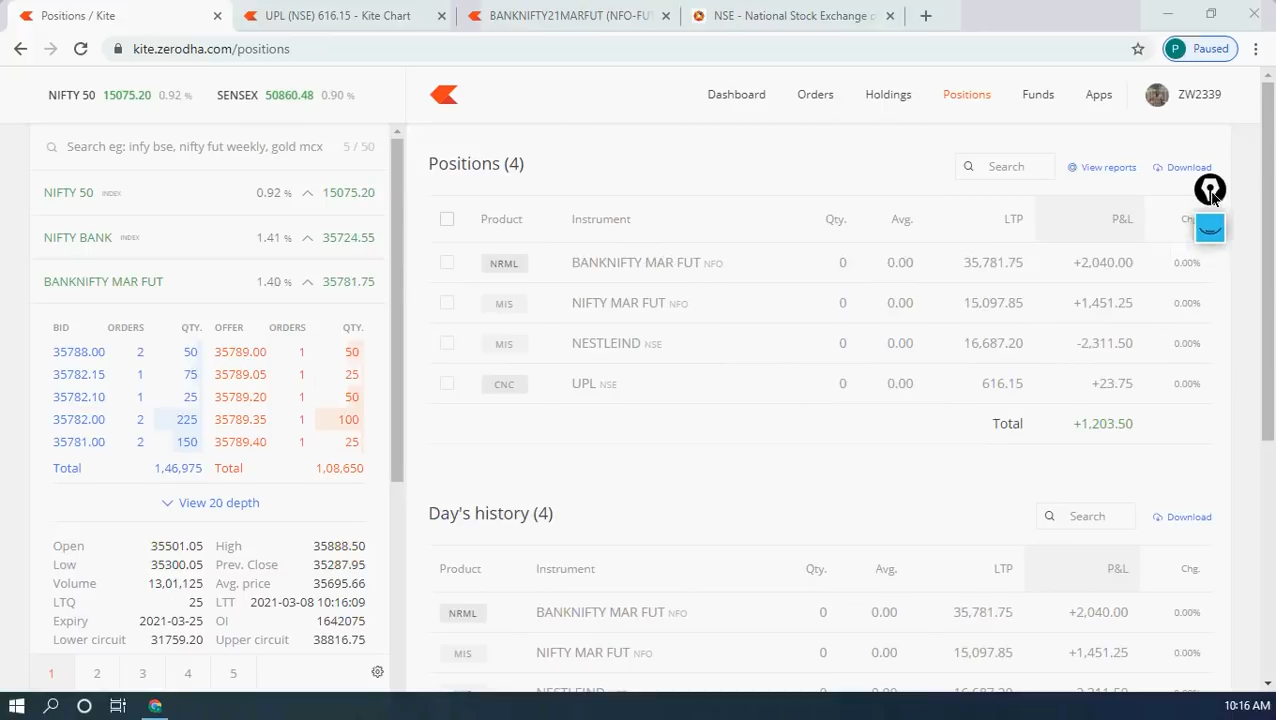 Positions / Kite
UPL (NSE) 616.15 - Kite Chart
BANKNIFTY21MARFUT (NFO-FUT
NSE - National Stock Exchange o
kite.zerodha.com/positions
P Paused
NIFTY 50 15075.20 0.92 % SENSEX 50860.48 0.90 %
Dashboard Orders Holdings Positions Funds Apps ZW2339
Search eg: infy bse, nifty fut weekly, gold mcx 5 / 50
NIFTY 50 INDEX 0.92 % 15075.20
NIFTY BANK INDEX 1.41 % 35724.55
BANKNIFTY MAR FUT 1.40 % 35781.75
BID ORDERS QTY. OFFER ORDERS QTY.
35788.00 2 50 35789.00 1 50
35782.15 1 75 35789.05 1 25
35782.10 1 25 35789.20 1 50
35782.00 2 225 35789.35 1 100
35781.00 2 150 35789.40 1 25
Total 1,46,975 Total 1,08,650
View 20 depth
Open 35501.05 High 35888.50
Low 35300.05 Prev. Close 35287.95
Volume 13,01,125 Avg. price 35695.66
LTQ 25 LTT 2021-03-08 10:16:09
Expiry 2021-03-25 OI 1642075
Lower circuit 31759.20 Upper circuit 38816.75
1 2 3 4 5
Positions (4) Search View reports Download
Product Instrument Qty. Avg. LTP P&L Chg.
NRML BANKNIFTY MAR FUT NFO 0 0.00 35,781.75 +2,040.00 0.00%
MIS NIFTY MAR FUT NFO 0 0.00 15,097.85 +1,451.25 0.00%
MIS NESTLEIND NSE 0 0.00 16,687.20 -2,311.50 0.00%
CNC UPL NSE 0 0.00 616.15 +23.75 0.00%
Total +1,203.50
Day's history (4) Search Download
Product Instrument Qty. Avg. LTP P&L Chg.
NRML BANKNIFTY MAR FUT NFO 0 0.00 35,781.75 +2,040.00 0.00%
MIS NIFTY MAR FUT NFO 0 0.00 15,097.85 +1,451.25 0.00%
NESTLEIND 16,687.20 -2,311.50
10:16 AM